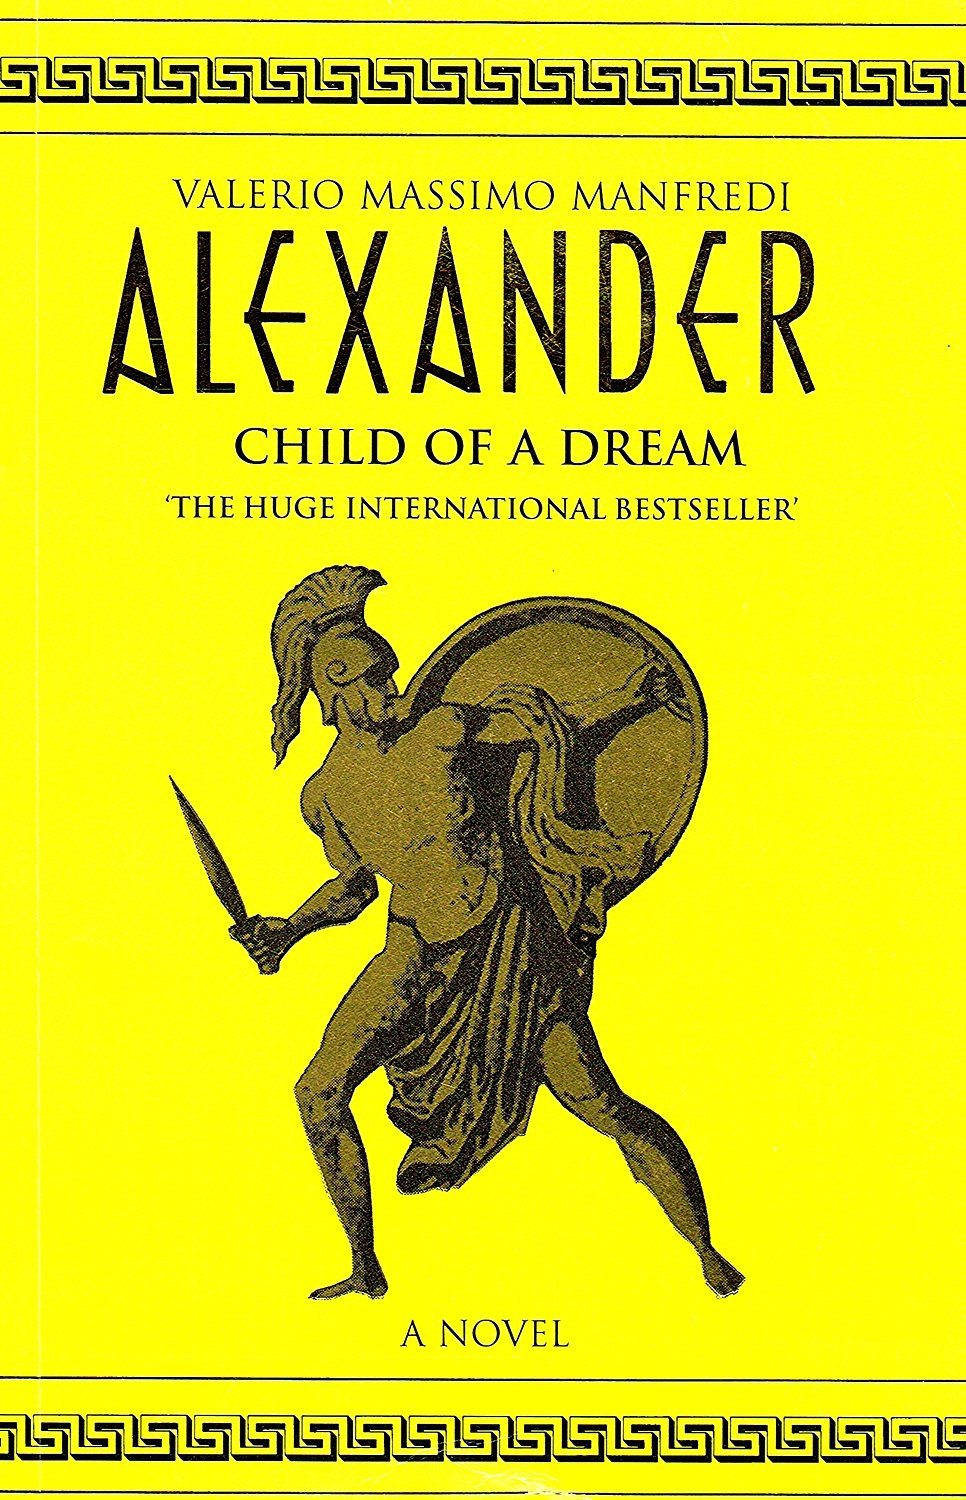 VALERIO MASSIMO MANFREDI
ALEXANDER
CHILD OF A DREAM
‘THE HUGE INTERNATIONAL BESTSELLER’
A NOVEL